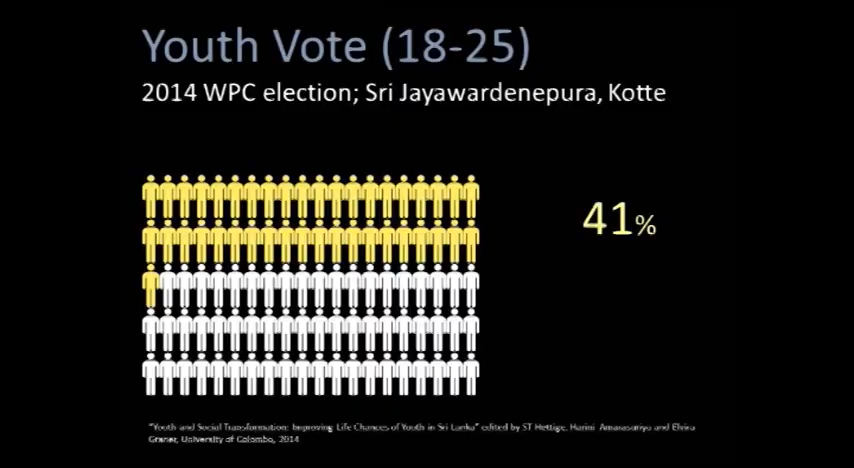 Youth Vote (18-25)
2014 WPC election; Sri Jayawardenepura, Kotte
41%
"Youth and Social Transformation: Improving Life Chances of Youth in Sri Lanka" edited by ST Hettige, Harini Amarasuriya and Elvira
Graner, University of Colombo, 2014